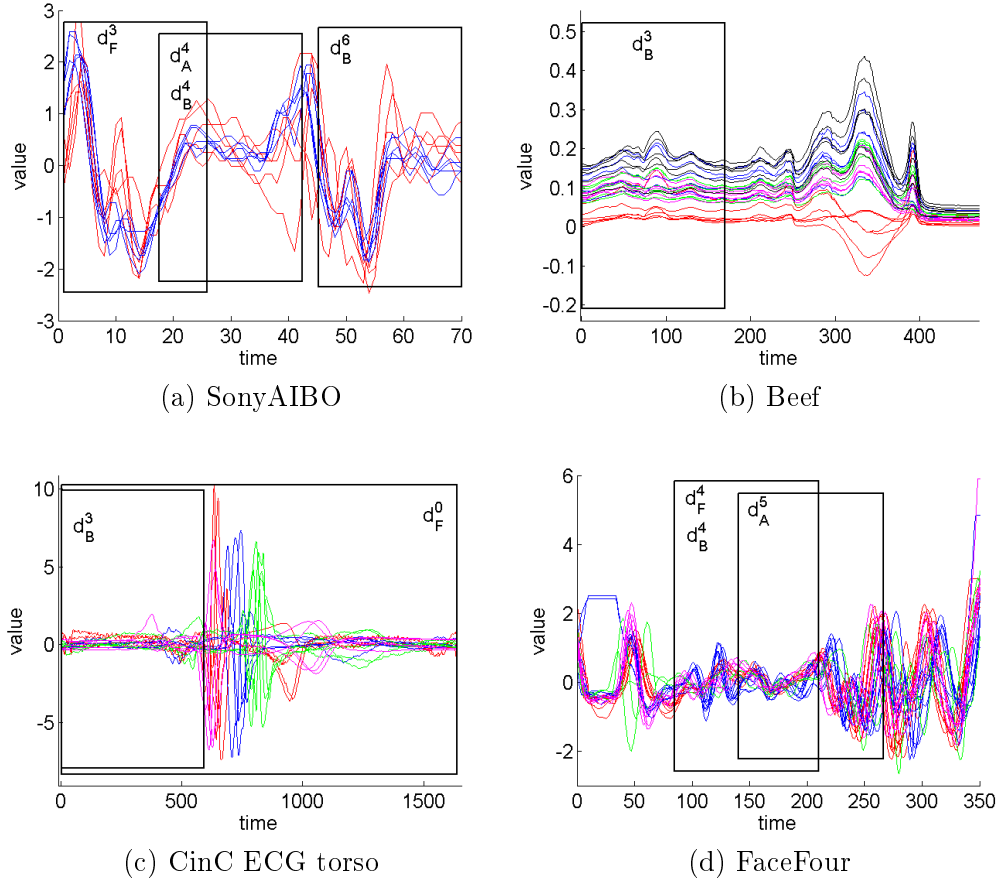 3
2
1
0
-1
-2
-3
value
d_F^3
d_A^4
d_B^4
d_B^6
0 10 20 30 40 50 60 70
time
(a) SonyAIBO
0.5
0.4
0.3
0.2
0.1
0
-0.1
-0.2
value
d_B^3
0 100 200 300 400
time
(b) Beef
10
5
0
-5
value
d_B^3
d_F^0
0 500 1000 1500
time
(c) CinC ECG torso
6
4
2
0
-2
value
d_F^4
d_B^4
d_A^5
0 50 100 150 200 250 300 350
time
(d) FaceFour